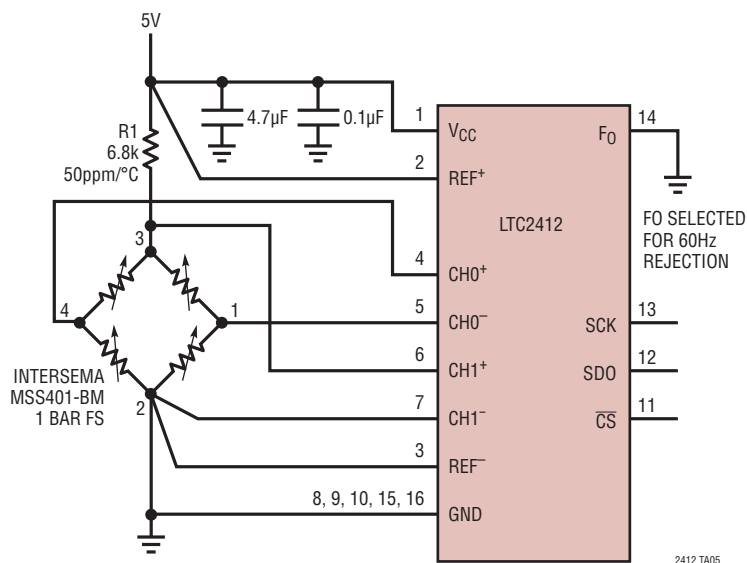 5V
R1
6.8k
50ppm/°C
4.7µF
0.1µF
1
VCC
2
REF+
LTC2412
14
FO
FO SELECTED
FOR 60Hz
REJECTION
3
4
1
2
4
CH0+
5
CH0–
6
CH1+
7
CH1–
3
REF–
8, 9, 10, 15, 16
GND
13
SCK
12
SDO
11
CS
INTERSEMA
MSS401-BM
1 BAR FS
2412 TA05